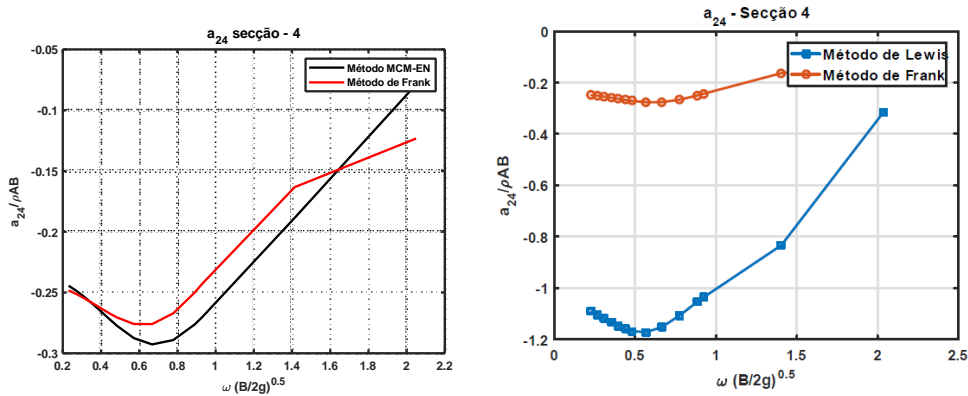 a₂₄ secção - 4
Método MCM-EN
Método de Frank
-0.05
-0.1
-0.15
-0.2
-0.25
-0.3
0.2 0.4 0.6 0.8 1 1.2 1.4 1.6 1.8 2 2.2
a₂₄/ρAB
ω (B/2g)^0.5
a₂₄ - Secção 4
Método de Lewis
Método de Frank
0
-0.2
-0.4
-0.6
-0.8
-1
-1.2
0 0.5 1 1.5 2 2.5
a₂₄/ρAB
ω (B/2g)^0.5